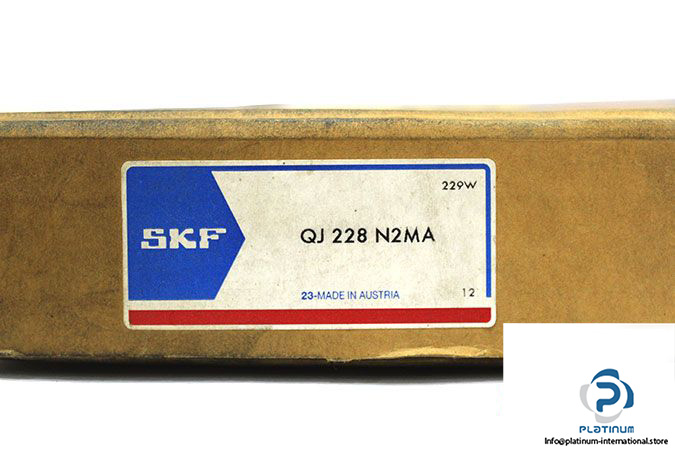 229W
SKF
QJ 228 N2MA
23-MADE IN AUSTRIA
12
P
PLATINUM
Info@platinum-international.store